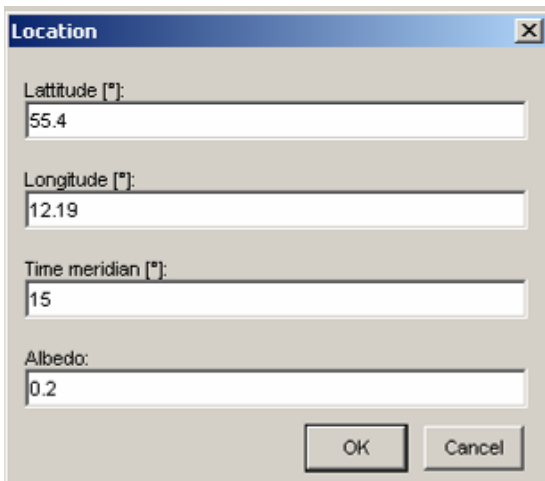 Location
Lattitude [°]:
55.4
Longitude [°]:
12.19
Time meridian [°]:
15
Albedo:
0.2
OK Cancel